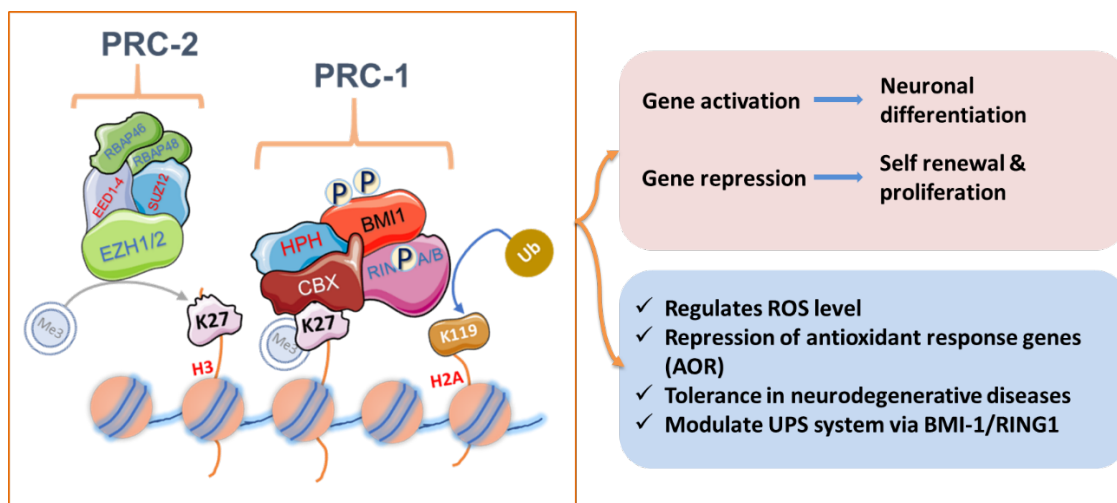 PRC-2
PRC-1
RBAP46
RBAP48
EED1-4
SUZ12
EZH1/2
Me3
K27
H3
P
P
BMI1
HPH
P
A/B
CBX
K27
Me3
Ub
K119
H2A
Gene activation
Neuronal
differentiation
Gene repression
Self renewal &
proliferation
✓ Regulates ROS level
✓ Repression of antioxidant response genes
(AOR)
✓ Tolerance in neurodegenerative diseases
✓ Modulate UPS system via BMI-1/RING1